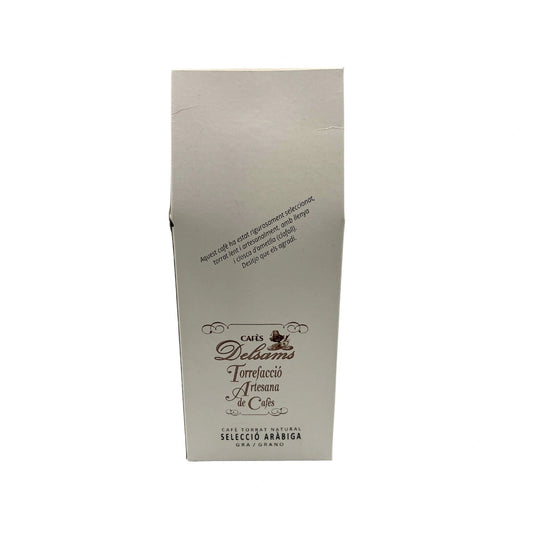 Aquest cafè ha estat rigurosament seleccionat,
torrat lent i artesanalment, amb llenya
i closca d'ametlla (clafoll).
Desitjo que els agradi.
CAFÈS
Delsams
Torrefacció
Artesana
de Cafès
CAFÈ TORRAT NATURAL
SELECCIÓ ARÀBIGA
GRA / GRANO